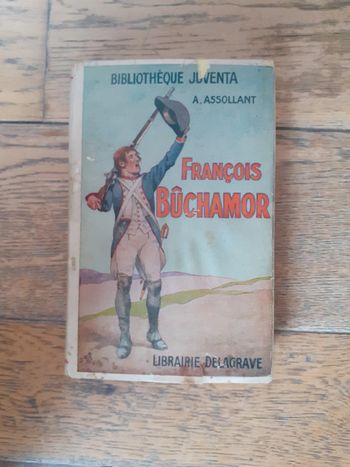 BIBLIOTHÈQUE JUVENTA
A. ASSOLLANT
FRANÇOIS
BÛCHAMOR
LIBRAIRIE DELAGRAVE